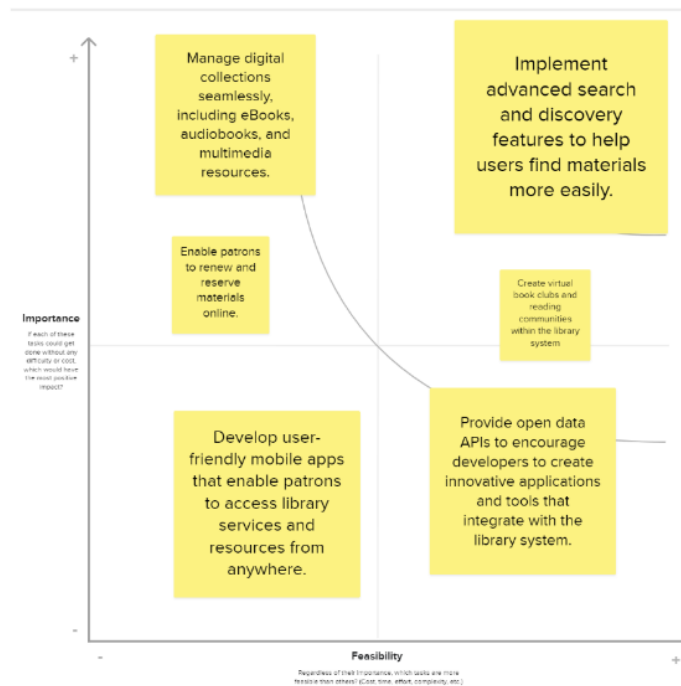 +
Manage digital
collections
seamlessly,
including eBooks,
audiobooks, and
multimedia
resources.
Implement
advanced search
and discovery
features to help
users find materials
more easily.
Enable patrons
to renew and
reserve
materials
online.
Create virtual
book clubs and
reading
communities
within the library
system
Importance
If each of these
tasks could get
done without any
difficulty or cost,
which would have
the most positive
impact?
Develop user-
friendly mobile apps
that enable patrons
to access library
services and
resources from
anywhere.
Provide open data
APIs to encourage
developers to create
innovative applications
and tools that
integrate with the
library system.
-
-
Feasibility
+
Regardless of their importance, which tasks are more
feasible than others? (Cost, time, effort, complexity, etc.)